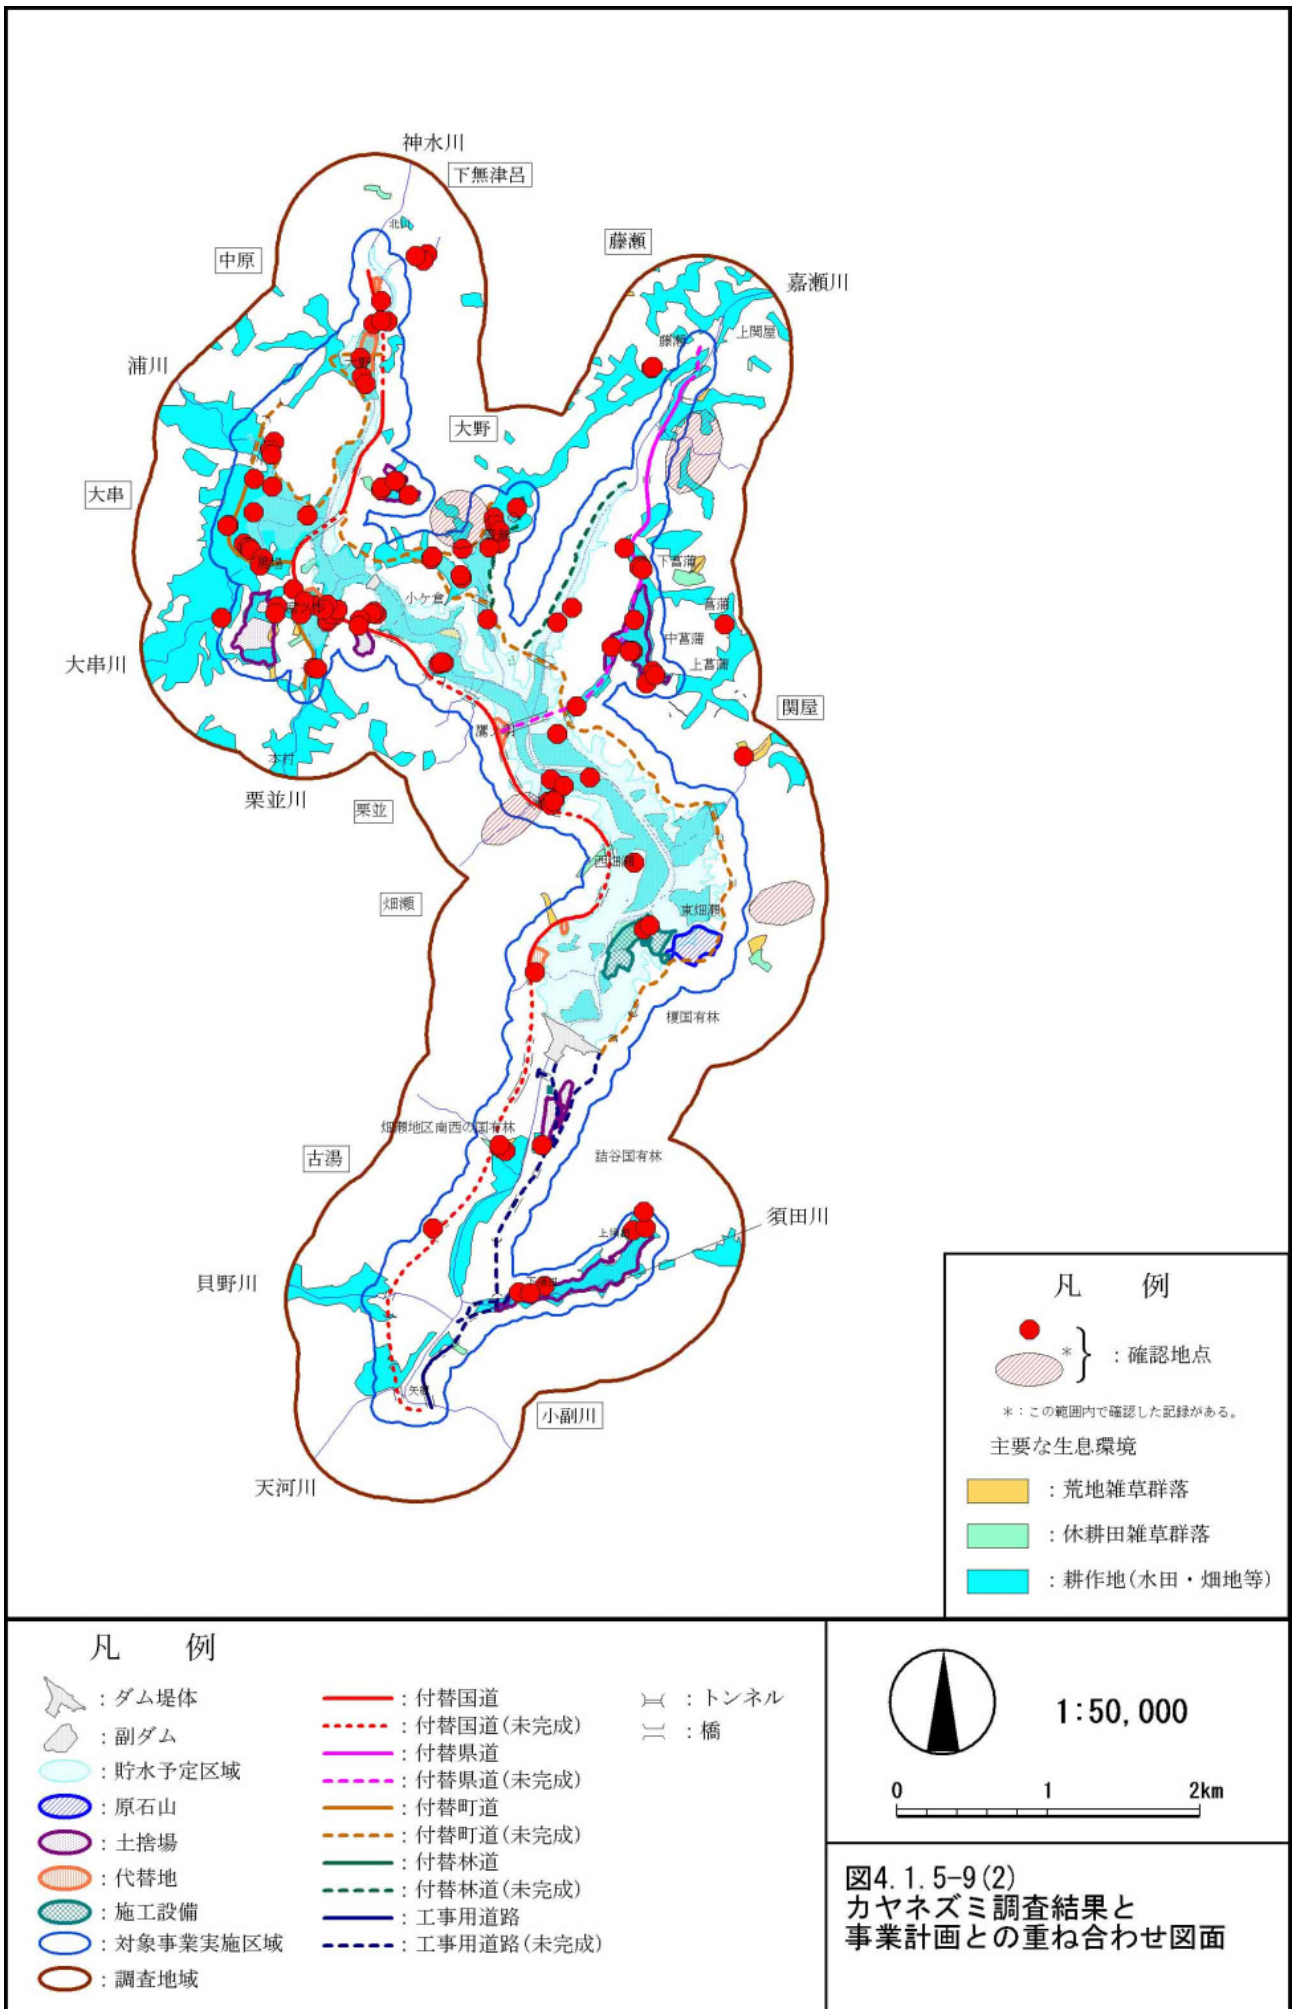 神水川
下無津呂
中原
藤瀬
嘉瀬川
上関屋
藤瀬
浦川
大野
大串
下菖蒲
小ケ倉
菖蒲
中菖蒲
上菖蒲
大串川
関屋
本村
栗並川
栗並
西畑瀬
畑瀬
東畑瀬
榎国有林
畑瀬地区南西の国有林
古湯
詰谷国有林
須田川
貝野川
小副川
天河川
凡 例
* : 確認地点
*:この範囲内で確認した記録がある。
主要な生息環境
:荒地雑草群落
:休耕田雑草群落
:耕作地(水田・畑地等)
凡 例
:ダム堤体
:副ダム
:貯水予定区域
:原石山
:土捨場
:代替地
:施工設備
:対象事業実施区域
:調査地域
:付替国道
:付替国道(未完成)
:付替県道
:付替県道(未完成)
:付替町道
:付替町道(未完成)
:付替林道
:付替林道(未完成)
:工事用道路
:工事用道路(未完成)
:トンネル
:橋
1:50,000
0 1 2km
図4.1.5-9(2)
カヤネズミ調査結果と
事業計画との重ね合わせ図面